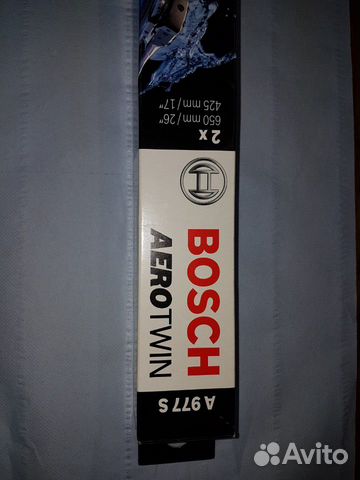 2 x
650 mm / 26"
425 mm / 17"
BOSCH
AEROTWIN
A 977 S
Avito